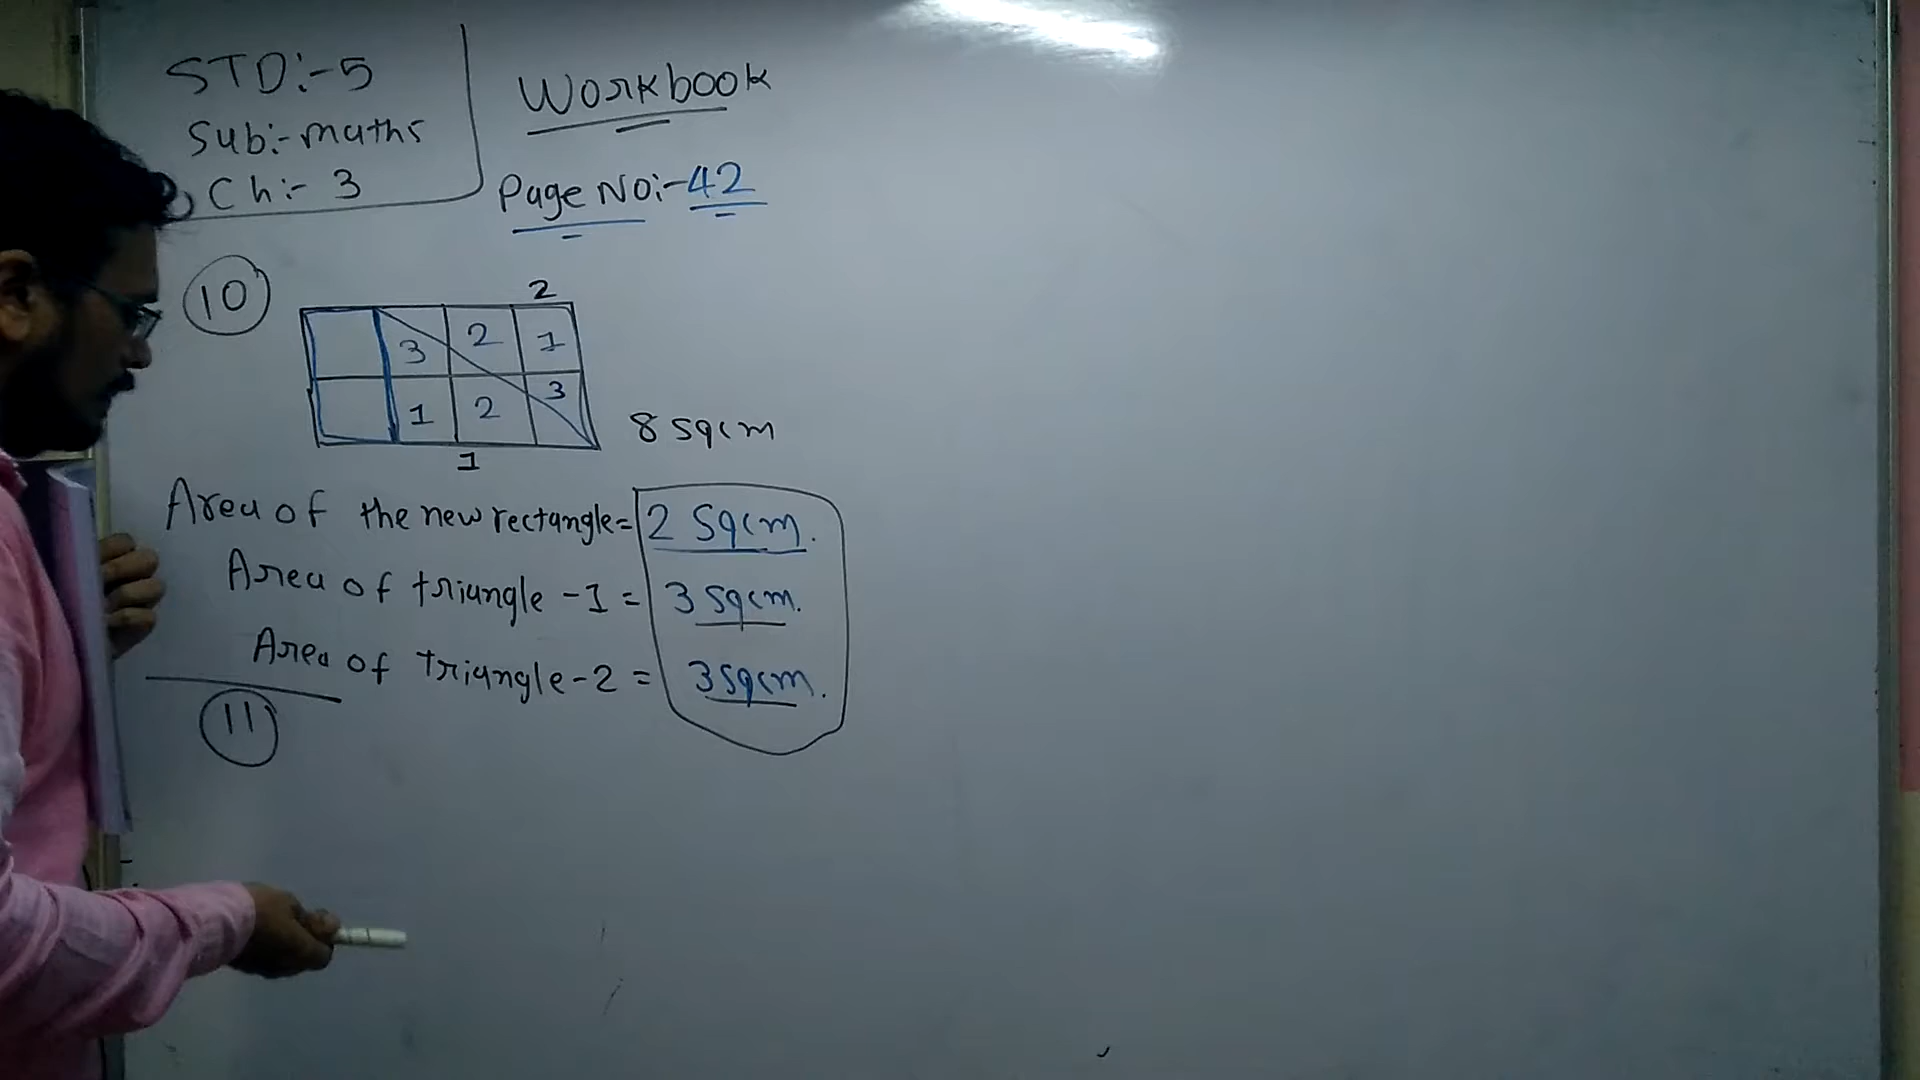 STD:-5
Sub:-maths
Ch:- 3
Workbook
Page No:-42
10
2
3 2 1
1 2 3
1
8 sqcm
Area of the new rectangle= 2 Sqcm.
Area of triangle -1 = 3 sqcm.
Area of triangle-2 = 3sqcm.
11